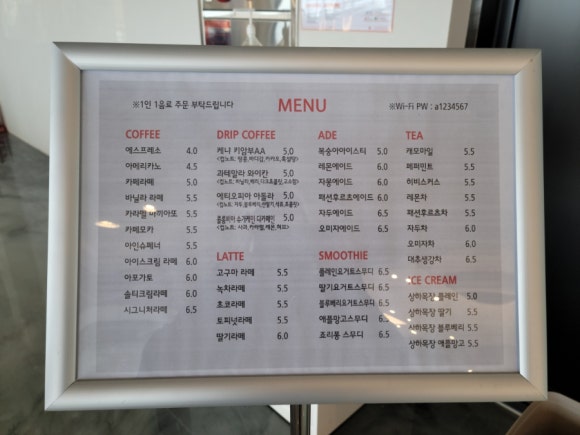 ※1인 1음료 주문 부탁드립니다
MENU
※Wi-Fi PW : a1234567
COFFEE
에스프레소 4.0
아메리카노 4.5
카페라떼 5.0
바닐라 라떼 5.5
카라멜 마끼아또 5.5
카페모카 5.5
아인슈페너 5.5
아이스크림 라떼 6.0
아포가토 6.0
솔티크림라떼 6.0
시그니처라떼 6.5
DRIP COFFEE
케냐 키암부AA 5.0
과테말라 와이칸 5.0
에티오피아 아돌라 5.0
콜롬비아 슈가케인 디카페인 5.0
LATTE
고구마 라떼 5.5
녹차라떼 5.5
초코라떼 5.5
토피넛라떼 5.5
딸기라떼 6.0
ADE
복숭아아이스티 5.0
레몬에이드 6.0
자몽에이드 6.0
패션후르츠에이드 6.0
자두에이드 6.5
오미자에이드 6.5
SMOOTHIE
플레인요거트스무디 6.5
딸기요거트스무디 6.5
블루베리요거트스무디 6.5
애플망고스무디 6.5
요리퐁 스무디 6.5
TEA
캐모마일 5.5
페퍼민트 5.5
히비스커스 5.5
레몬차 5.5
패션후르츠차 5.5
자두차 6.0
오미자차 6.0
대추생강차 6.5
ICE CREAM
상하목장 플레인 5.0
상하목장 딸기 5.5
상하목장 블루베리 5.5
상하목장 애플망고 5.5